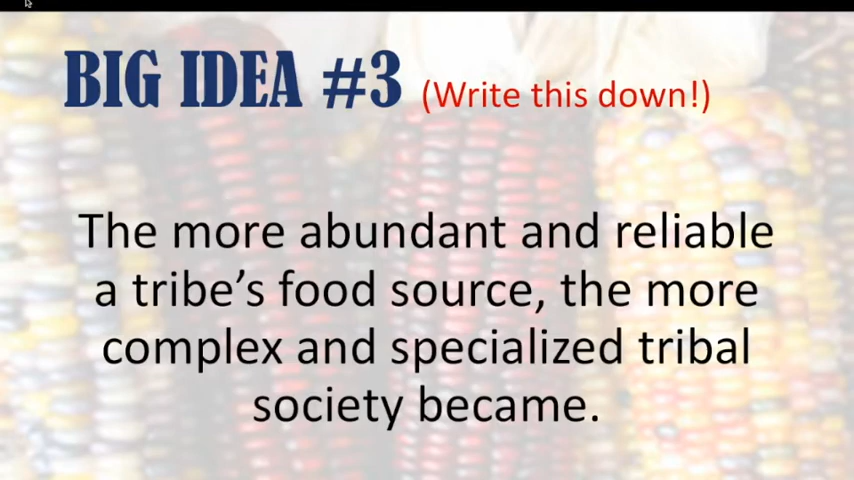 BIG IDEA #3 (Write this down!)
The more abundant and reliable
a tribe’s food source, the more
complex and specialized tribal
society became.